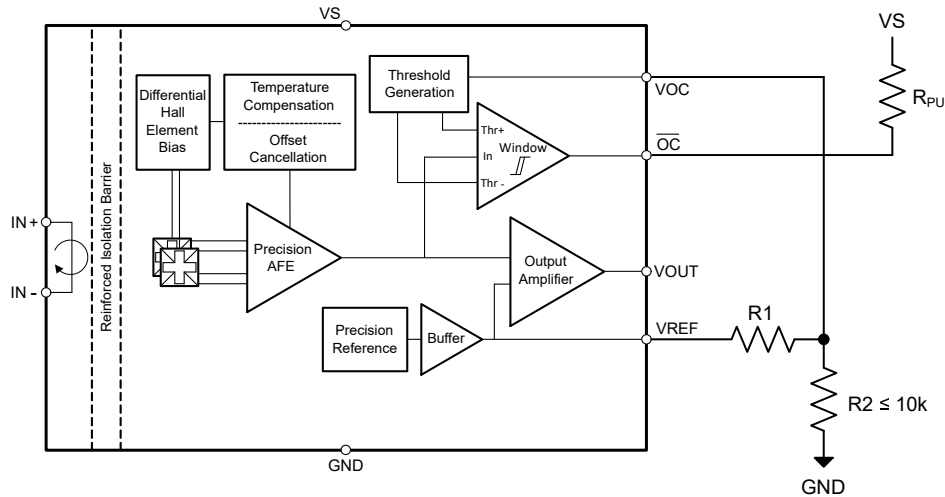 VS
VS
Differential
Hall
Element
Bias
Temperature
Compensation
Offset
Cancellation
Threshold
Generation
VOC
RPU
Thr+
Window
In
Thr -
OC
Reinforced Isolation Barrier
IN+
IN-
Precision
AFE
Output
Amplifier
VOUT
Precision
Reference
Buffer
VREF
R1
R2 ≤ 10k
GND
GND